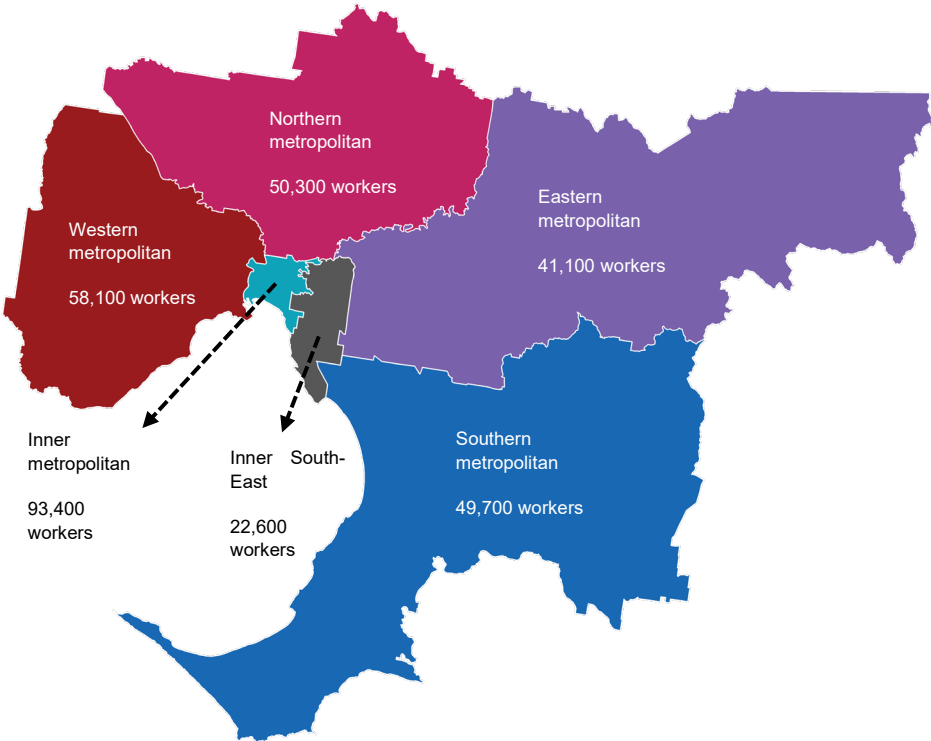 Northern
metropolitan
50,300 workers
Eastern
metropolitan
41,100 workers
Western
metropolitan
58,100 workers
Inner
metropolitan
93,400
workers
Inner South-
East
22,600
workers
Southern
metropolitan
49,700 workers